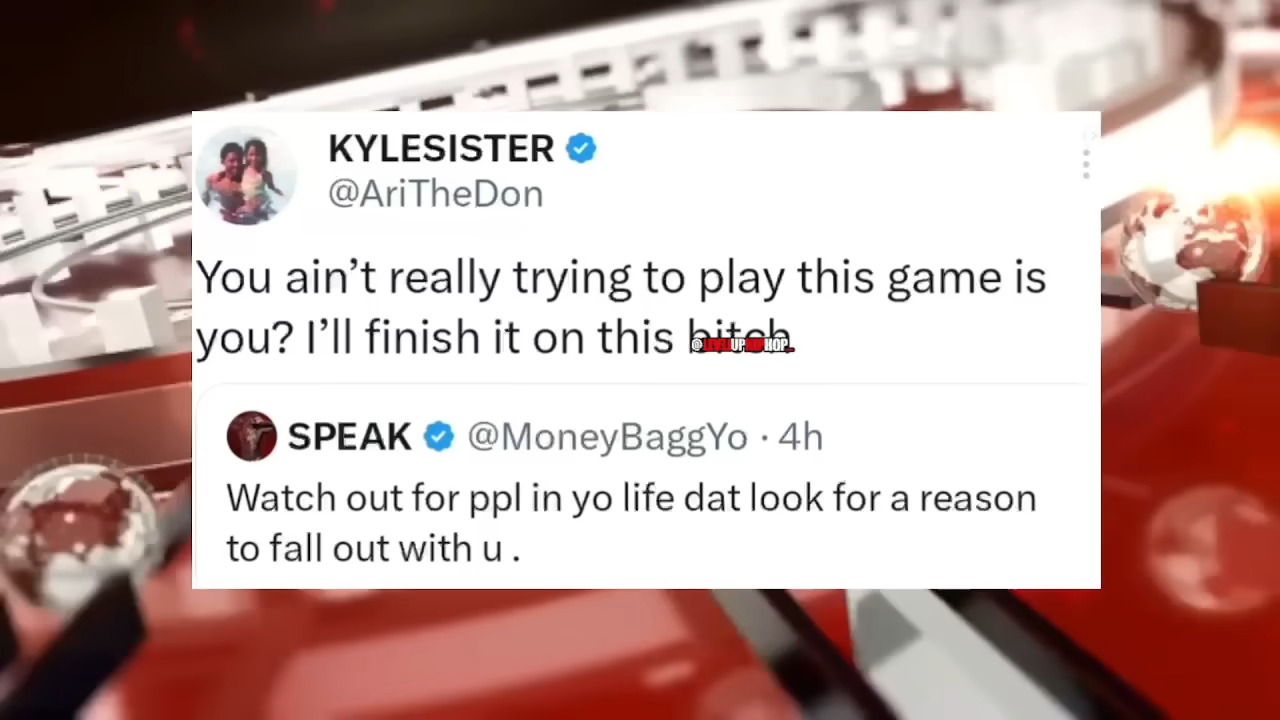 KYLESISTER
@AriTheDon
You ain’t really trying to play this game is
you? I’ll finish it on this bitch
@LEVELUPHIPHOP_
SPEAK @MoneyBaggYo · 4h
Watch out for ppl in yo life dat look for a reason
to fall out with u .